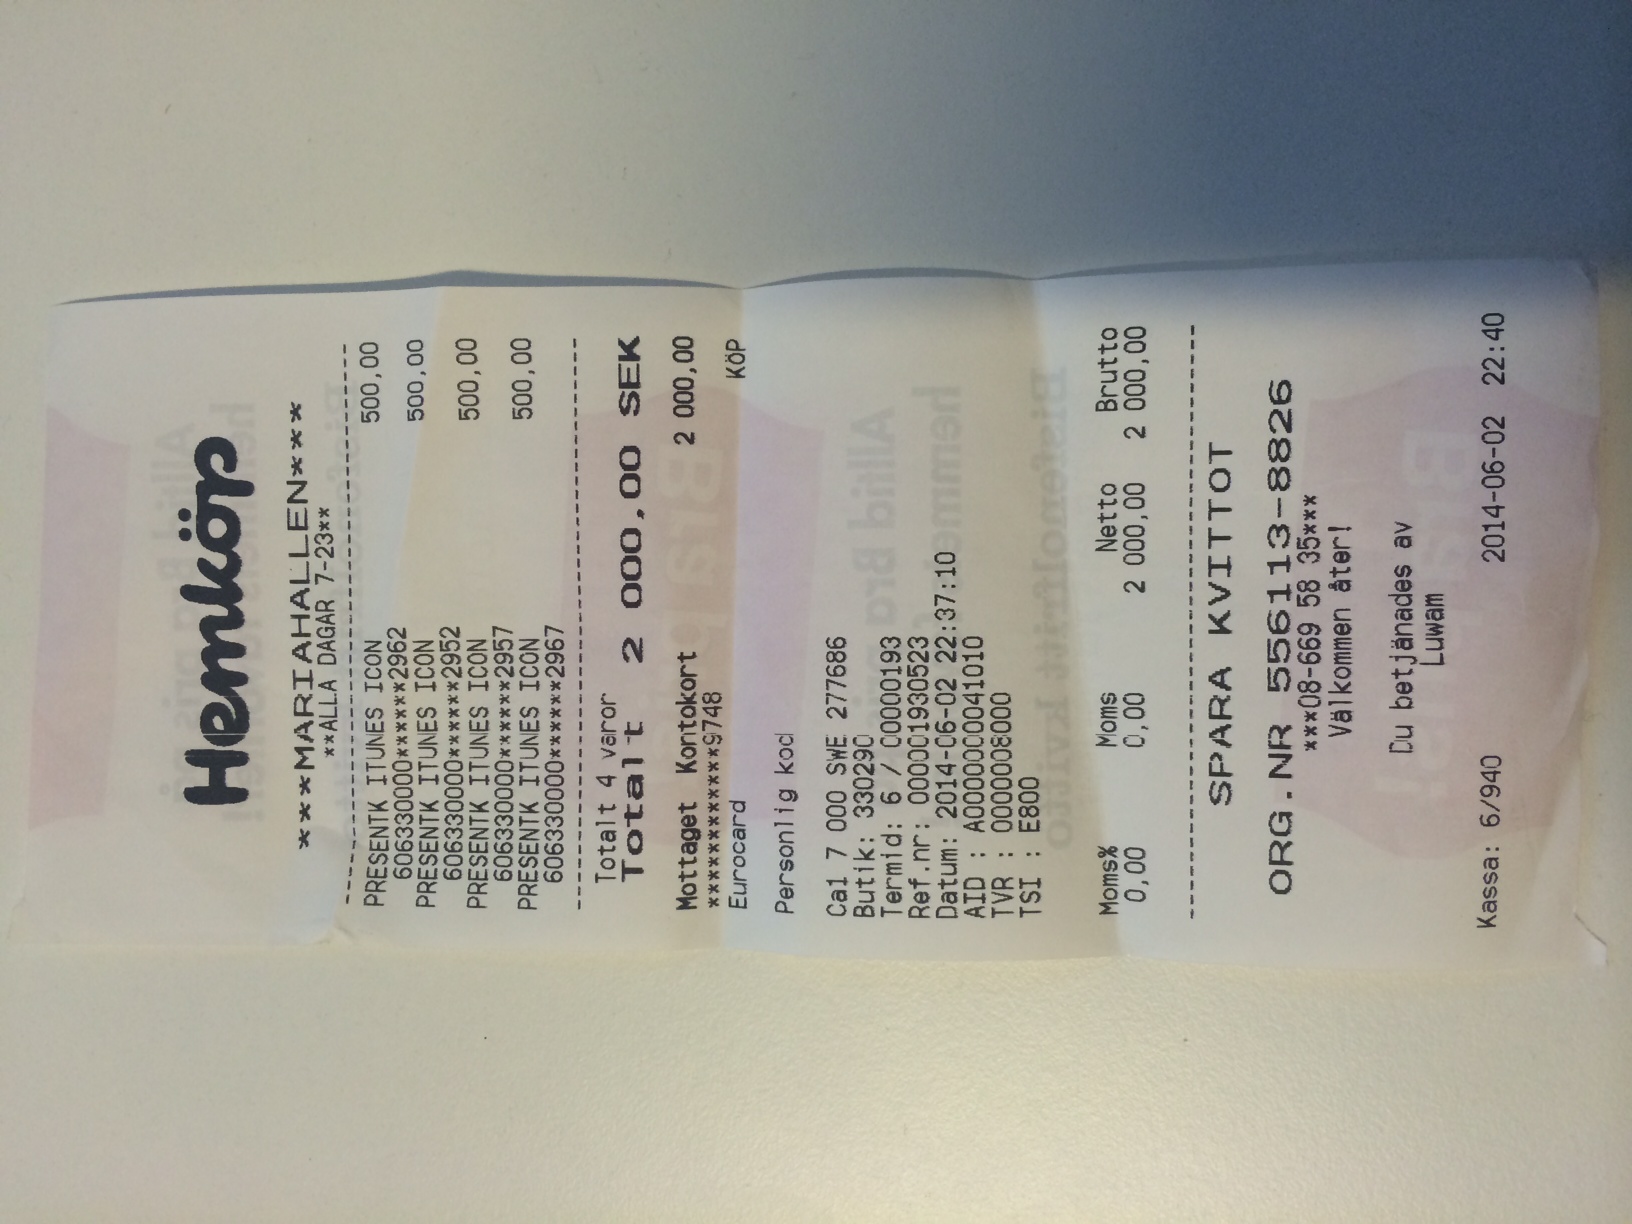 Hemköp
***MARIAHALLEN***
**ALLA DAGAR 7-23**
PRESENTK ITUNES ICON 500,00
606330000******2962
PRESENTK ITUNES ICON 500,00
606330000******2952
PRESENTK ITUNES ICON 500,00
606330000******2957
PRESENTK ITUNES ICON 500,00
606330000******2967
Totalt 4 varor
Totalt 2 000,00 SEK
Mottaget Kontokort 2 000,00
************9748
Eurocard KÖP
Personlig kod
Ca1 7 000 SWE 277686
Butik: 330290
Termid: 6 / 00000193
Ref.nr: 000001930523
Datum: 2014-06-02 22:37:10
AID : A0000000041010
TVR : 0000008000
TSI : E800
Moms% Moms Netto Brutto
0,00 0,00 2 000,00 2 000,00
SPARA KVITTOT
ORG.NR 556113-8826
***08-669 58 35***
Välkommen åter!
Du betjänades av
Luwam
Kassa: 6/940 2014-06-02 22:40